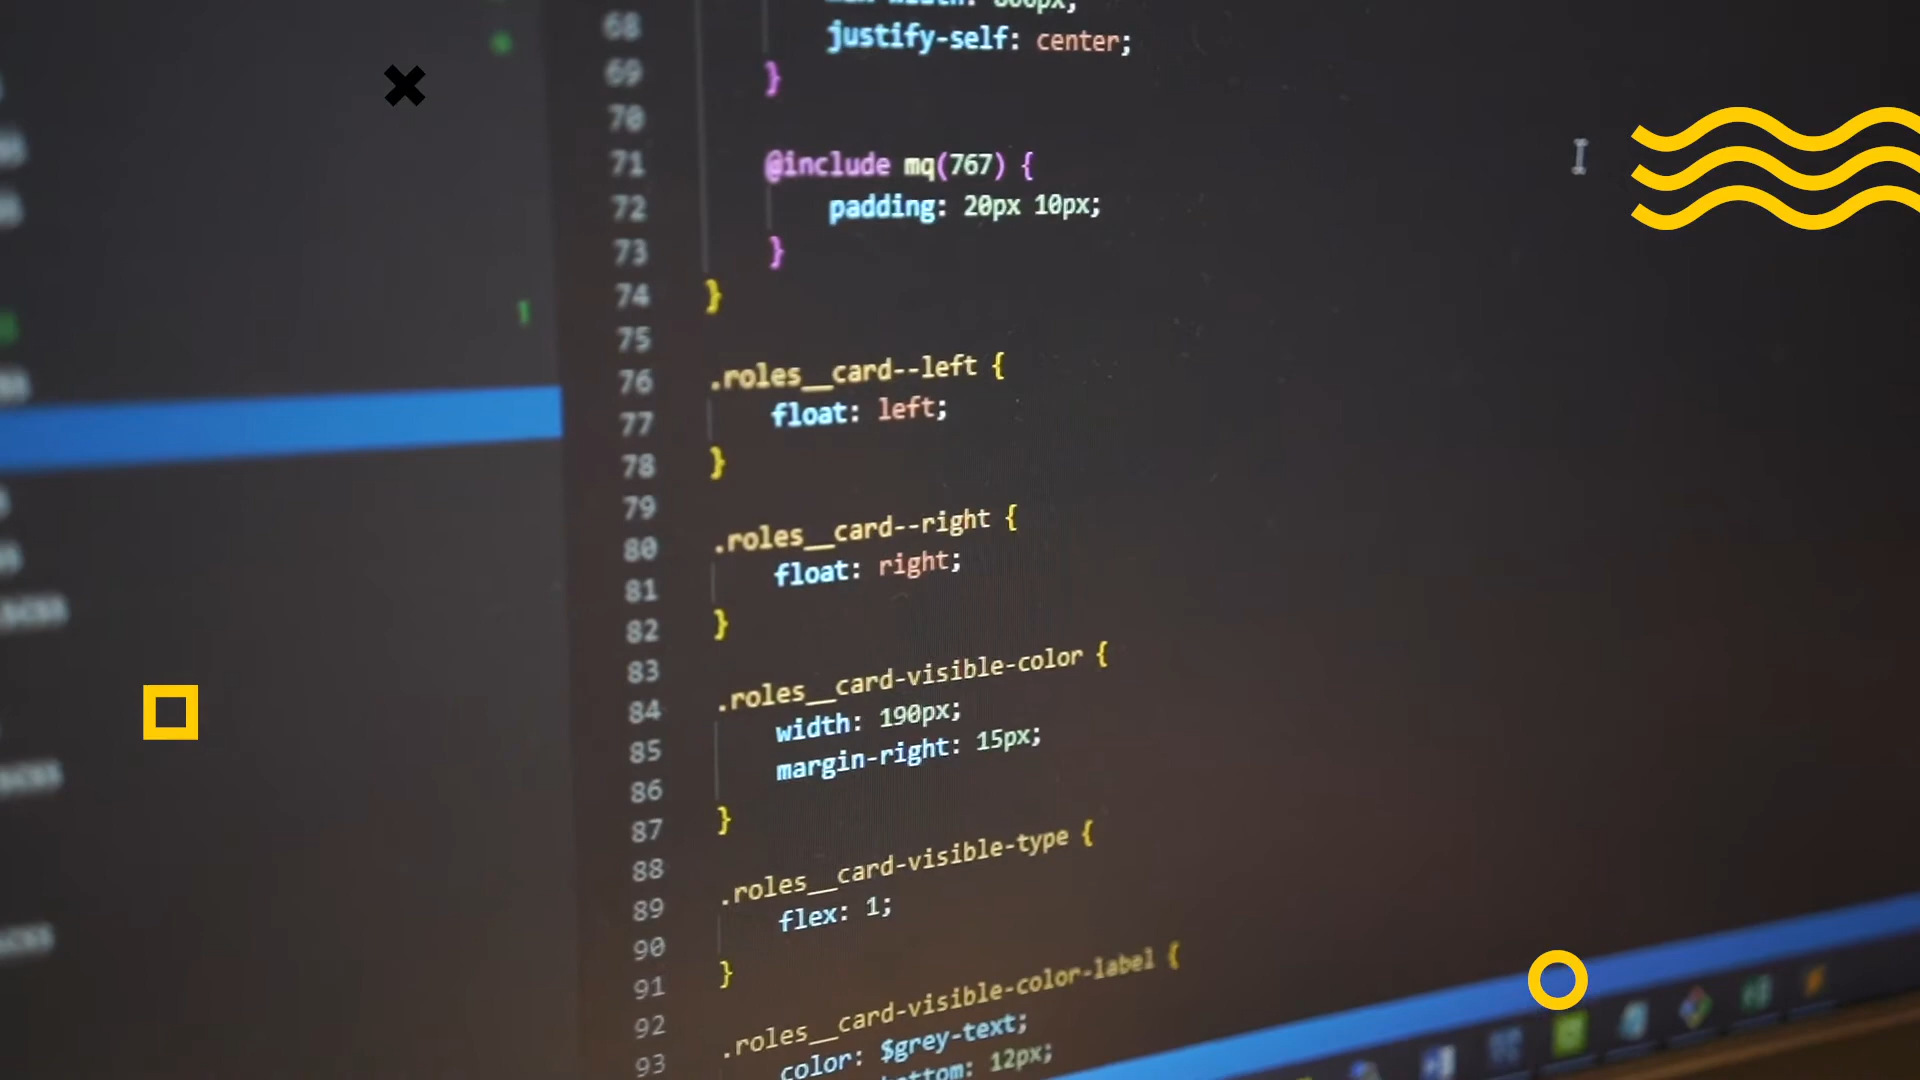 68 justify-self: center;
69 }
70
71 @include mq(767) {
72 padding: 20px 10px;
73 }
74 }
75
76 .roles__card--left {
77 float: left;
78 }
79
80 .roles__card--right {
81 float: right;
82 }
83
84 .roles__card-visible-color {
85 width: 190px;
86 margin-right: 15px;
87 }
88
89 .roles__card-visible-type {
90 flex: 1;
91 }
92 .roles__card-visible-color-label {
93 color: $grey-text;
12px;
1